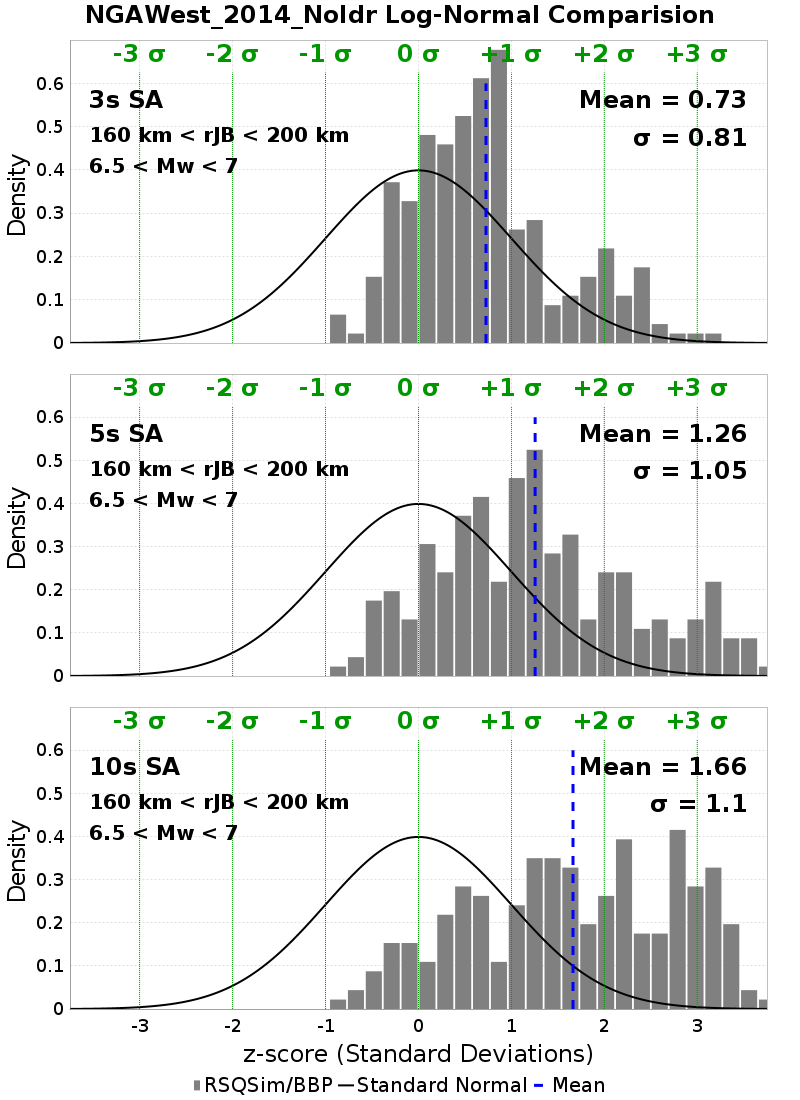 NGAWest_2014_NoIdr Log-Normal Comparision
-3 σ -2 σ -1 σ 0 σ +1 σ +2 σ +3 σ
3s SA
160 km < rJB < 200 km
6.5 < Mw < 7
Mean = 0.73
σ = 0.81
Density
0.6
0.5
0.4
0.3
0.2
0.1
0
-3 σ -2 σ -1 σ 0 σ +1 σ +2 σ +3 σ
5s SA
160 km < rJB < 200 km
6.5 < Mw < 7
Mean = 1.26
σ = 1.05
Density
0.6
0.5
0.4
0.3
0.2
0.1
0
-3 σ -2 σ -1 σ 0 σ +1 σ +2 σ +3 σ
10s SA
160 km < rJB < 200 km
6.5 < Mw < 7
Mean = 1.66
σ = 1.1
Density
0.6
0.5
0.4
0.3
0.2
0.1
0
-3 -2 -1 0 1 2 3
z-score (Standard Deviations)
RSQSim/BBP Standard Normal Mean